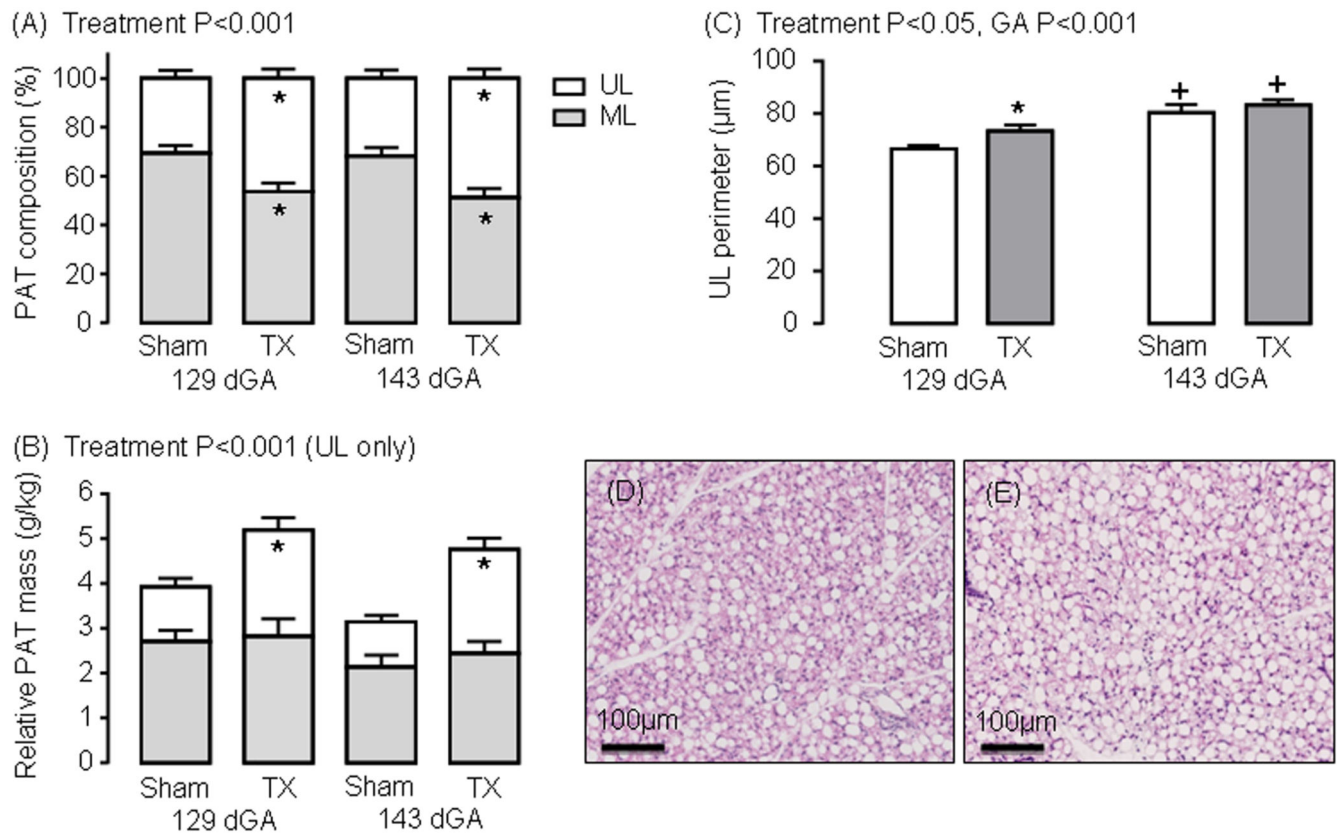 (A) Treatment P<0.001
PAT composition (%)
100
80
60
40
20
0
* *
* *
Sham TX Sham TX
129 dGA 143 dGA
UL
ML
(C) Treatment P<0.05, GA P<0.001
UL perimeter (µm)
100
80
60
40
20
0
* + +
Sham TX Sham TX
129 dGA 143 dGA
(B) Treatment P<0.001 (UL only)
Relative PAT mass (g/kg)
6
5
4
3
2
1
0
* *
Sham TX Sham TX
129 dGA 143 dGA
(D)
100µm
(E)
100µm